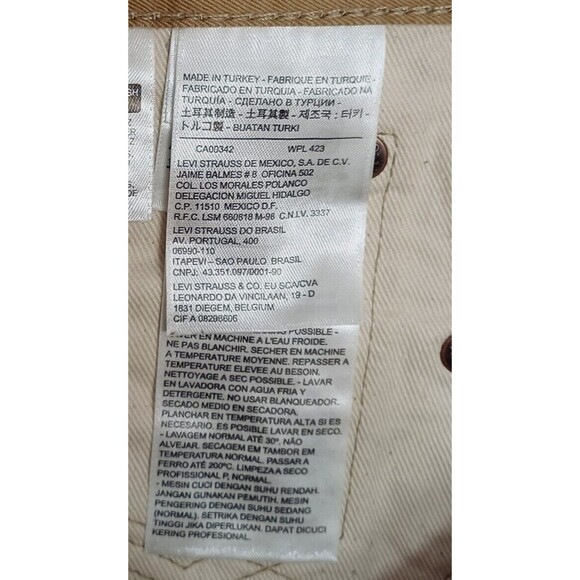 MADE IN TURKEY - FABRIQUE EN TURQUIE -
FABRICADO EN TURQUIA - FABRICADO NA
TURQUÍA - СДЕЛАНО В ТУРЦИИ -
土耳其制造 - 土耳其製 - 제조국 : 터키 -
トルコ製 - BUATAN TURKI
CA00342 WPL 423
LEVI STRAUSS DE MEXICO, S.A. DE C.V.
JAIME BALMES # 8 OFICINA 502
COL. LOS MORALES POLANCO
DELEGACION MIGUEL HIDALGO
C.P. 11510 MEXICO D.F.
R.F.C. LSM 660818 M-98 C.N.I.V. 3337
LEVI STRAUSS DO BRASIL
AV. PORTUGAL, 400
06990-110
ITAPEVI – SAO PAULO BRASIL
CNPJ: 43.351.097/0001-90
LEVI STRAUSS & CO. EU SCA/CVA
LEONARDO DA VINCILAAN, 19 - D
1831 DIEGEM, BELGIUM
CIF A 08298606
POSSIBLE -
LAVER EN MACHINE A L'EAU FROIDE.
NE PAS BLANCHIR. SECHER EN MACHINE
A TEMPERATURE MOYENNE. REPASSER A
TEMPERATURE ELEVEE AU BESOIN.
NETTOYAGE A SEC POSSIBLE. - LAVAR
EN LAVADORA CON AGUA FRIA Y
DETERGENTE. NO USAR BLANQUEADOR.
SECADO MEDIO EN SECADORA.
PLANCHAR EN TEMPERATURA ALTA SI ES
NECESARIO. ES POSIBLE LAVAR EN SECO.
- LAVAGEM NORMAL ATÉ 30º. NÃO
ALVEJAR. SECAGEM EM TAMBOR EM
TEMPERATURA NORMAL. PASSAR A
FERRO ATÉ 200ºC. LIMPEZA A SECO
PROFISSIONAL P, NORMAL.
- MESIN CUCI DENGAN SUHU RENDAH.
JANGAN GUNAKAN PEMUTIH. MESIN
PENGERING DENGAN SUHU SEDANG
(NORMAL). SETRIKA DENGAN SUHU
TINGGI JIKA DIPERLUKAN. DAPAT DICUCI
KERING PROFESIONAL.